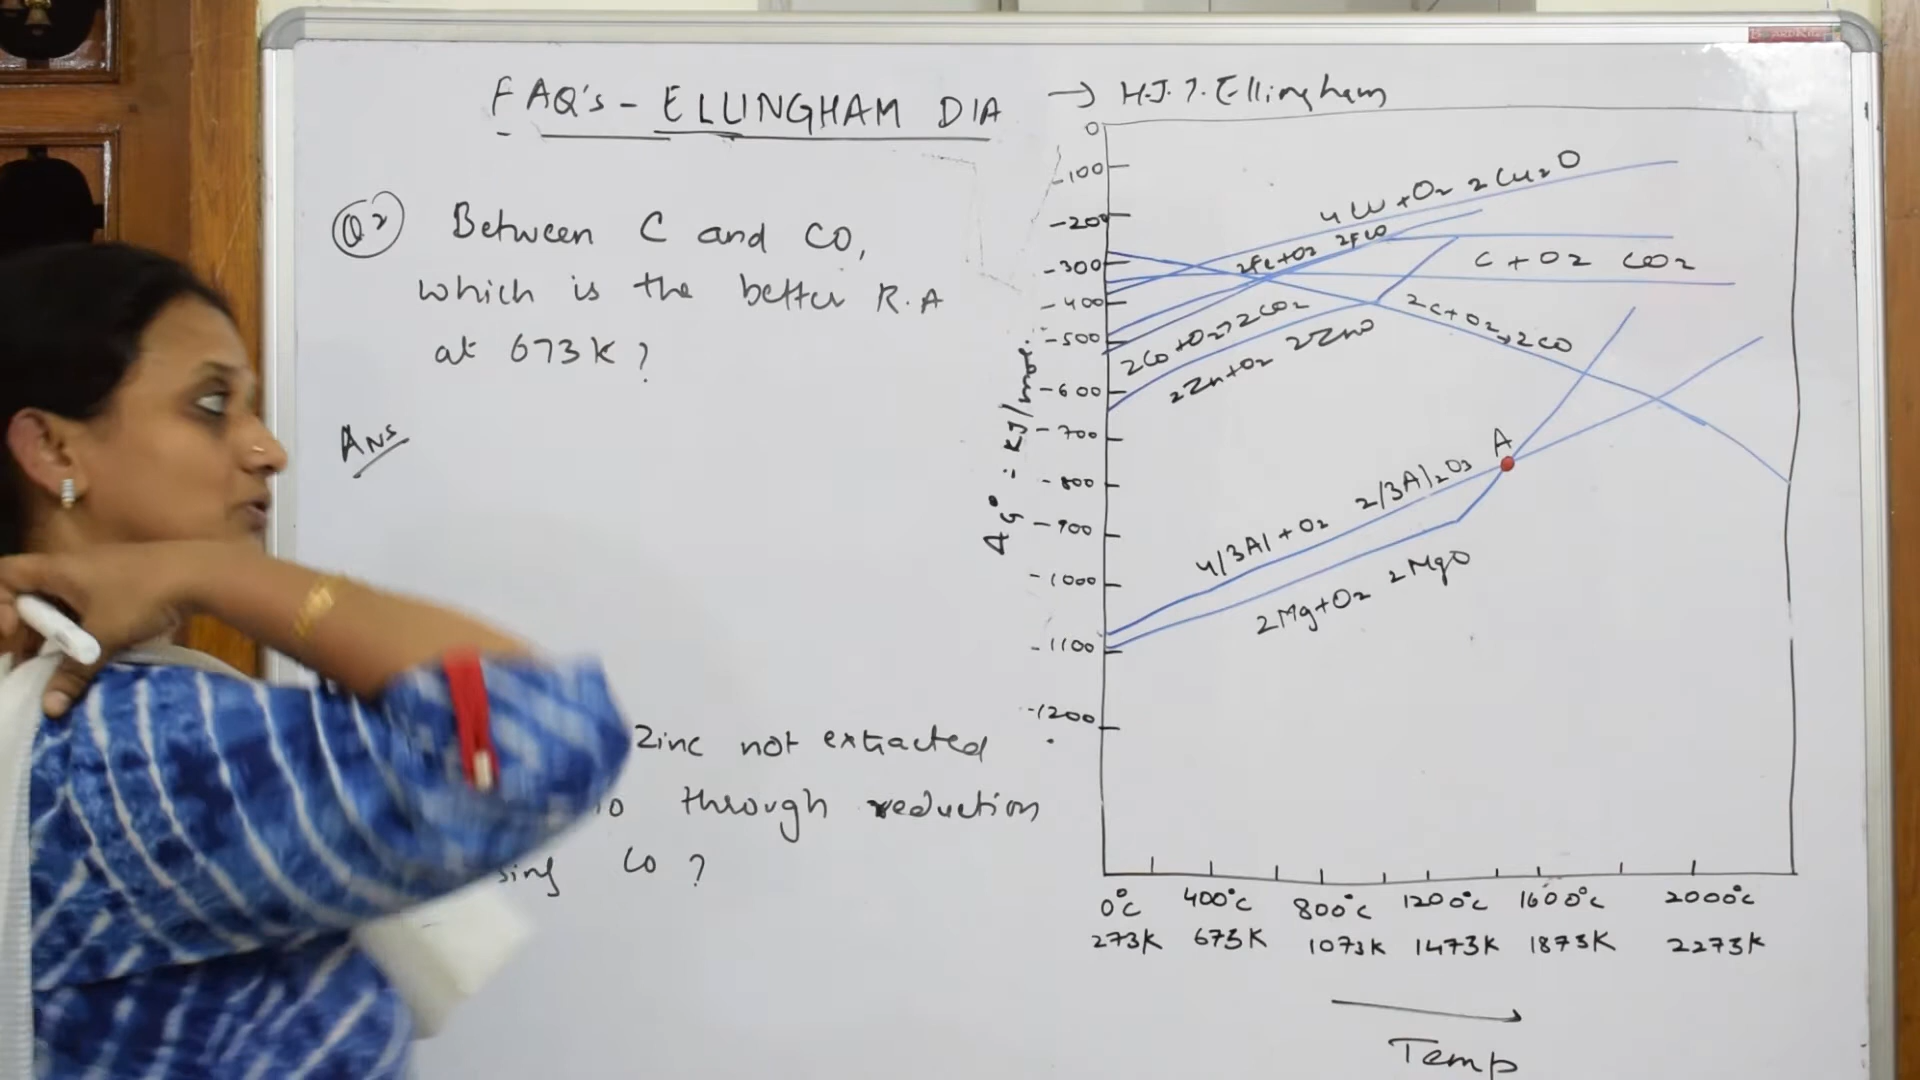 FAQ's - ELLINGHAM DIA
→ H.J.T. Ellingham
Q2 Between C and CO,
which is the better R.A
at 673K?
Ans
Zinc not extracted
through reduction
CO ?
0
-100
-200
-300
-400
-500
-600
-700
-800
-900
-1000
-1100
-1200
ΔG° : KJ/mol
4Cu+O2 2Cu2O
2Fe+O2 2FeO
C+O2 CO2
2CO+O2→2CO2
2C+O2→2CO
2Zn+O2 2ZnO
A
4/3Al+O2 2/3Al2O3
2Mg+O2 2MgO
0°C 400°C 800°C 1200°C 1600°C 2000°C
273K 673K 1073K 1473K 1873K 2273K
Temp